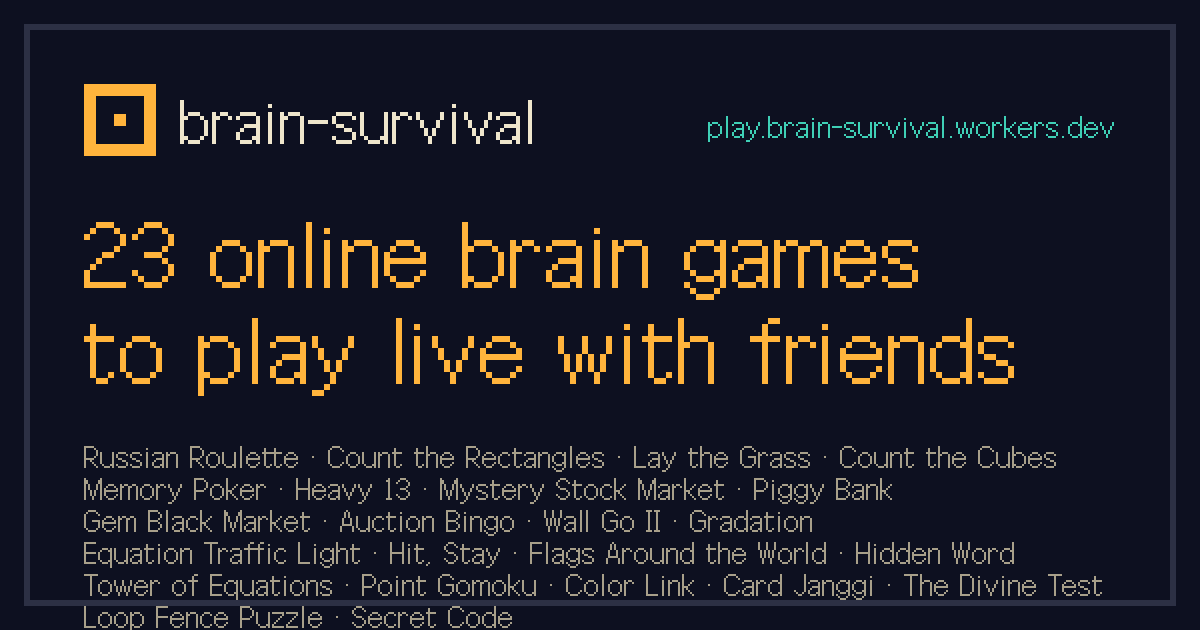 brain-survival
play.brain-survival.workers.dev
23 online brain games
to play live with friends
Russian Roulette · Count the Rectangles · Lay the Grass · Count the Cubes
Memory Poker · Heavy 13 · Mystery Stock Market · Piggy Bank
Gem Black Market · Auction Bingo · Wall Go II · Gradation
Equation Traffic Light · Hit, Stay · Flags Around the World · Hidden Word
Tower of Equations · Point Gomoku · Color Link · Card Janggi · The Divine Test
Loop Fence Puzzle · Secret Code